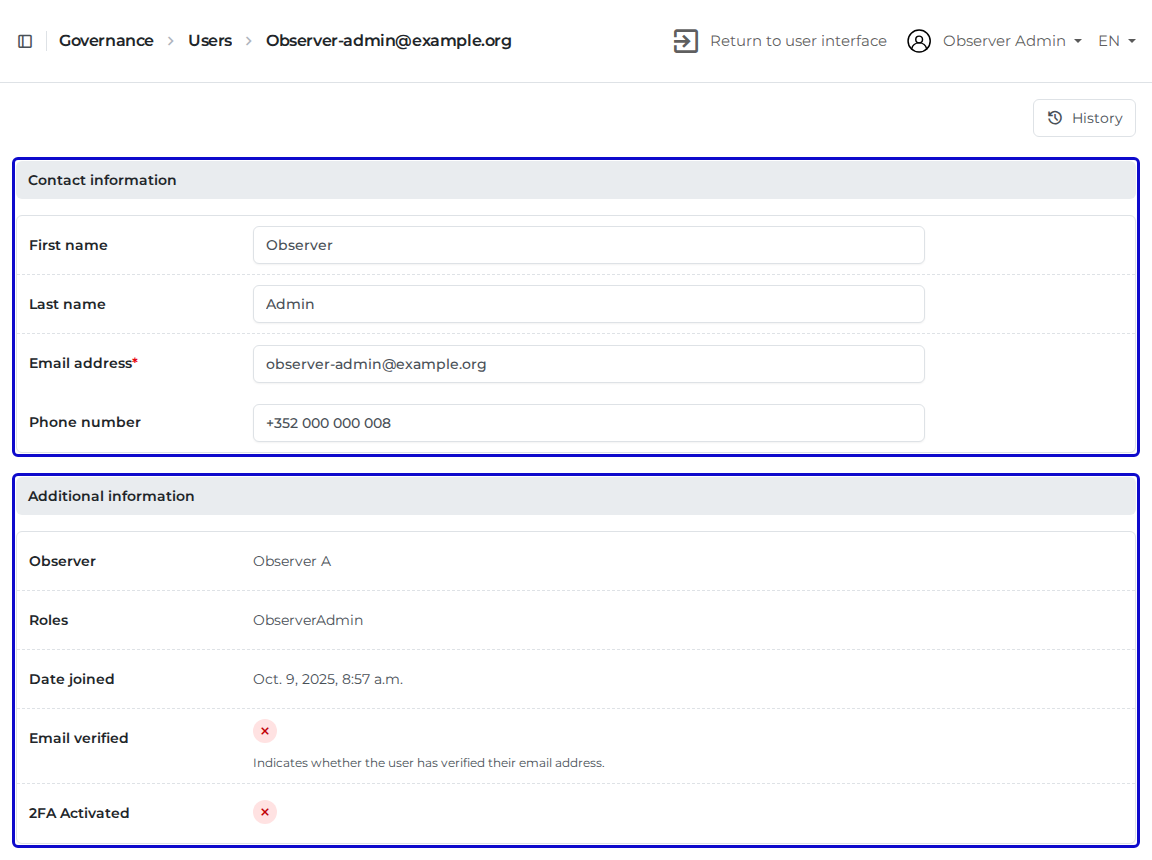 Governance > Users > Observer-admin@example.org Return to user interface Observer Admin EN
History
Contact information
First name Observer
Last name Admin
Email address* observer-admin@example.org
Phone number +352 000 000 008
Additional information
Observer Observer A
Roles ObserverAdmin
Date joined Oct. 9, 2025, 8:57 a.m.
Email verified
Indicates whether the user has verified their email address.
2FA Activated